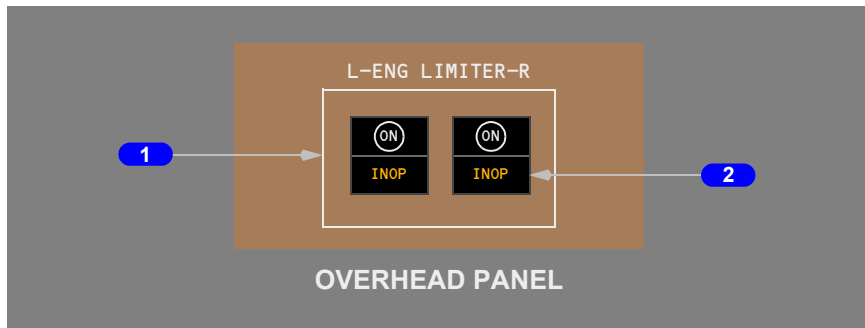 L-ENG LIMITER-R
ON ON
1
INOP INOP
2
OVERHEAD PANEL